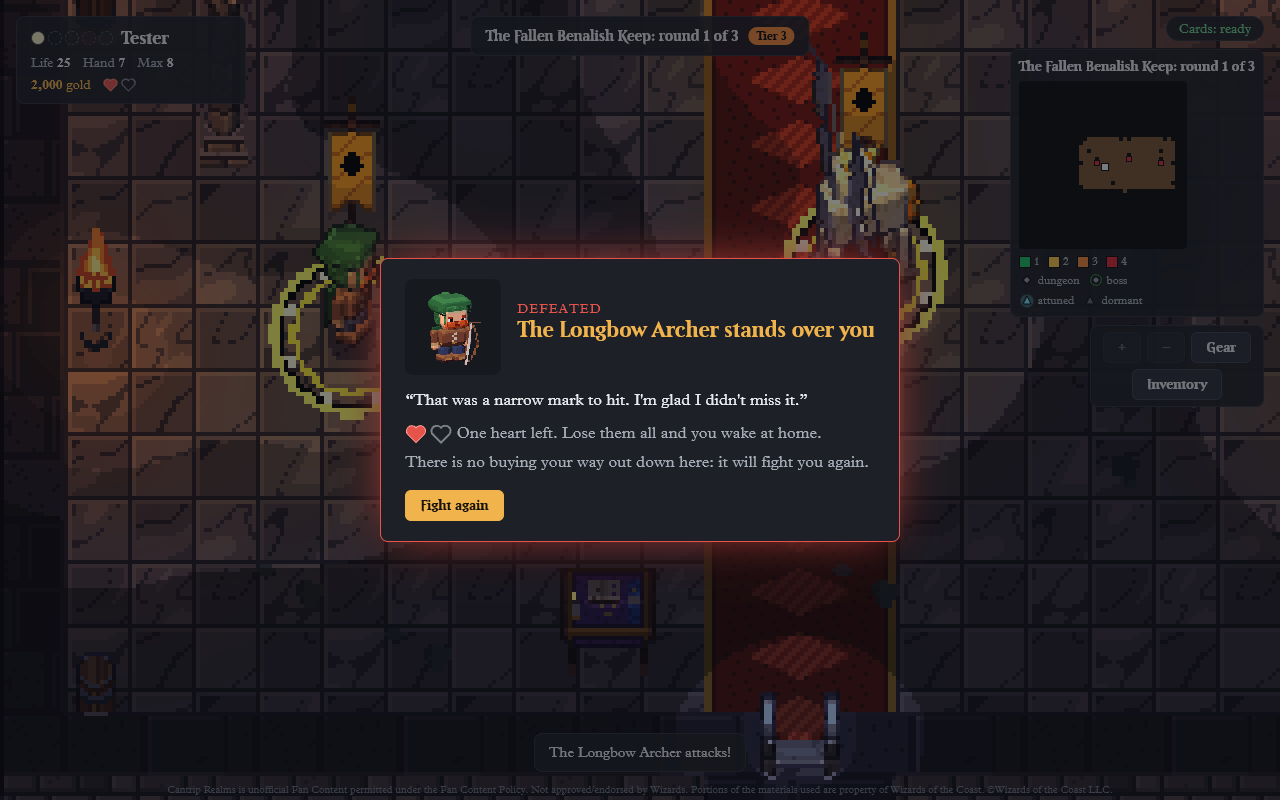 Tester
Life 25 Hand 7 Max 8
2,000 gold
The Fallen Benalish Keep: round 1 of 3 Tier 3
Cards: ready
The Fallen Benalish Keep: round 1 of 3
1 2 3 4
dungeon boss
attuned dormant
+ − Gear
Inventory
DEFEATED
The Longbow Archer stands over you
“That was a narrow mark to hit. I'm glad I didn't miss it.”
One heart left. Lose them all and you wake at home.
There is no buying your way out down here: it will fight you again.
Fight again
The Longbow Archer attacks!
Cantrip Realms is unofficial Fan Content permitted under the Fan Content Policy. Not approved/endorsed by Wizards. Portions of the materials used are property of Wizards of the Coast. ©Wizards of the Coast LLC.